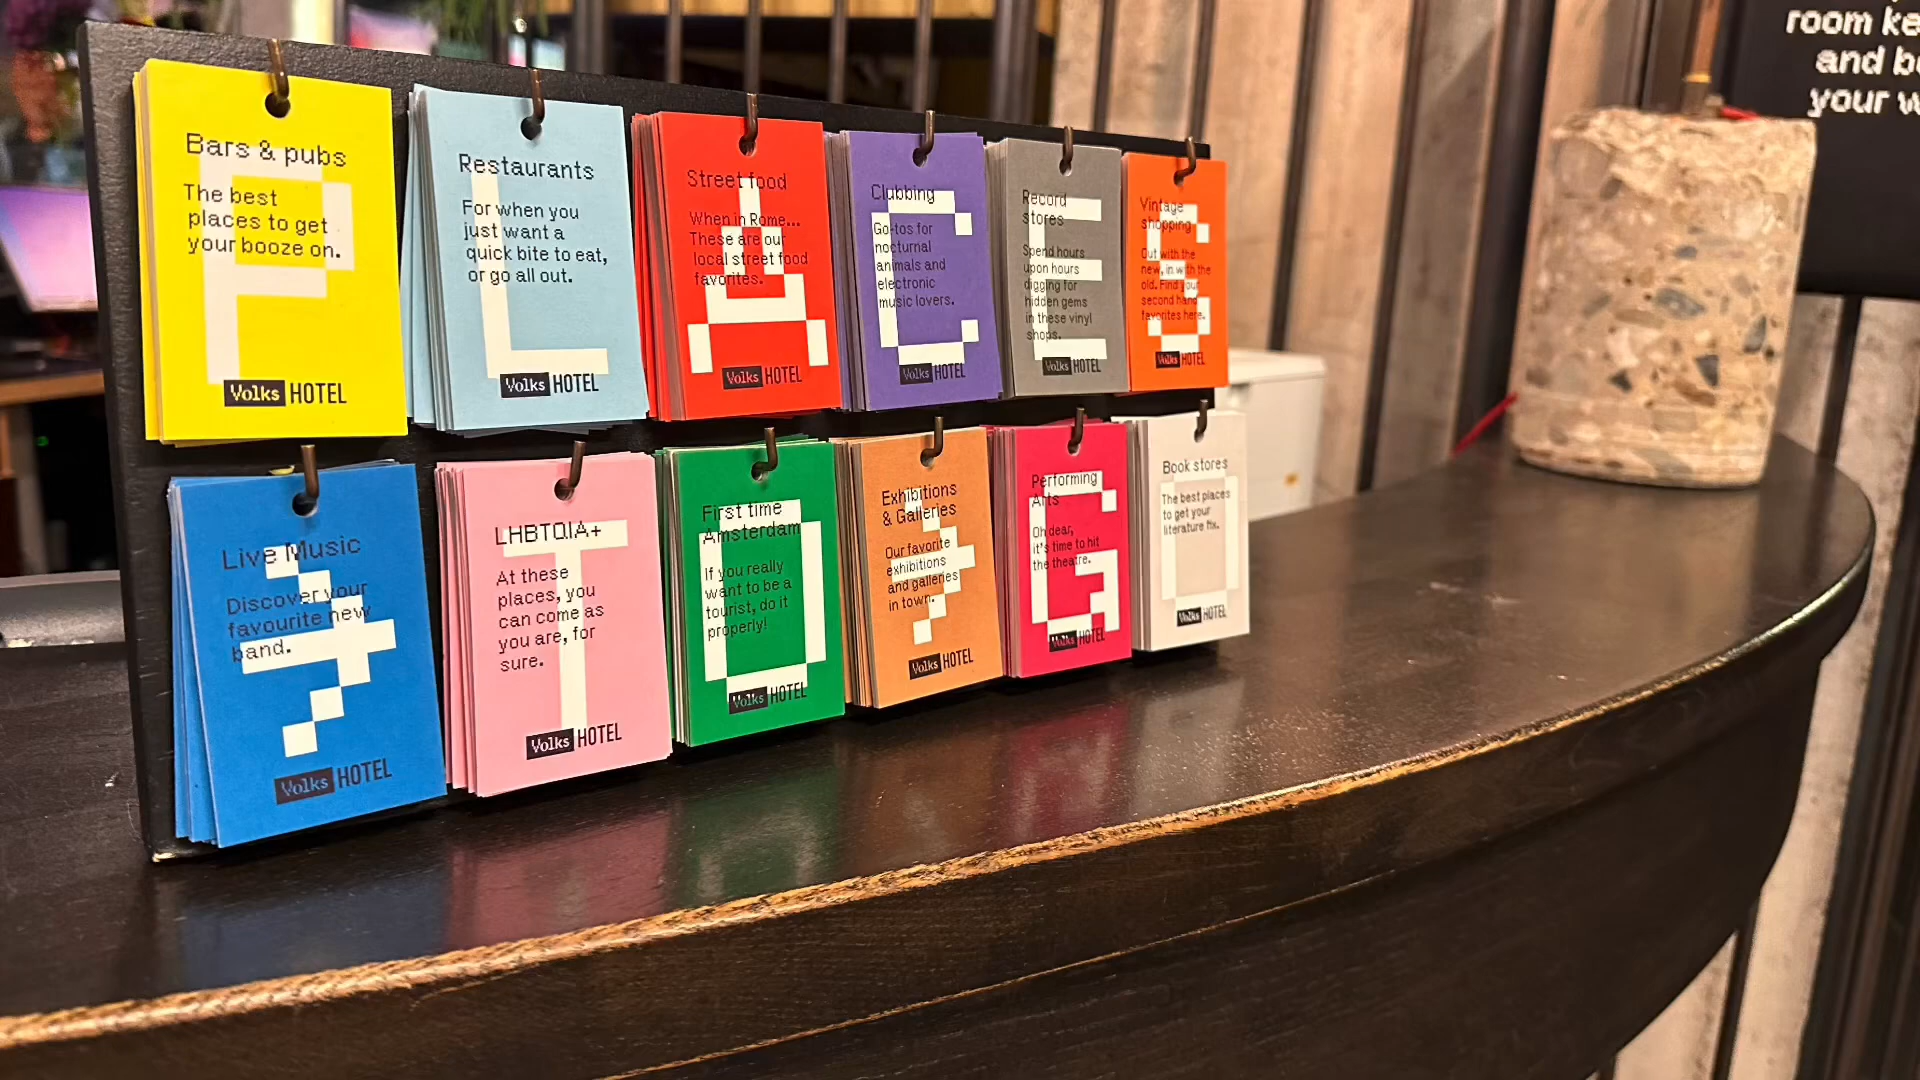 Bars & pubs
The best
places to get
your booze on.
P
Volks HOTEL
Restaurants
For when you
just want a
quick bite to eat,
or go all out.
L
Volks HOTEL
Street food
When in Rome...
These are our
local street food
favorites.
A
Volks HOTEL
Clubbing
Go-tos for
nocturnal
animals and
electronic
music lovers.
C
Volks HOTEL
Record
stores
Spend hours
upon hours
digging for
hidden gems
in these vinyl
shops.
E
Volks HOTEL
Vintage
shopping
Out with the
new, in with the
old. Find your
second hand
favorites here.
S
Volks HOTEL
Live Music
Discover your
favourite new
band.
Volks HOTEL
LHBTQIA+
At these
places, you
can come as
you are, for
sure.
T
Volks HOTEL
First time
Amsterdam
If you really
want to be a
tourist, do it
properly!
O
Volks HOTEL
Exhibitions
& Galleries
Our favorite
exhibitions
and galleries
in town.
Volks HOTEL
Performing
Arts
Oh dear,
it's time to hit
the theatre.
G
Volks HOTEL
Book stores
The best places
to get your
literature fix.
O
Volks HOTEL
room
and
your